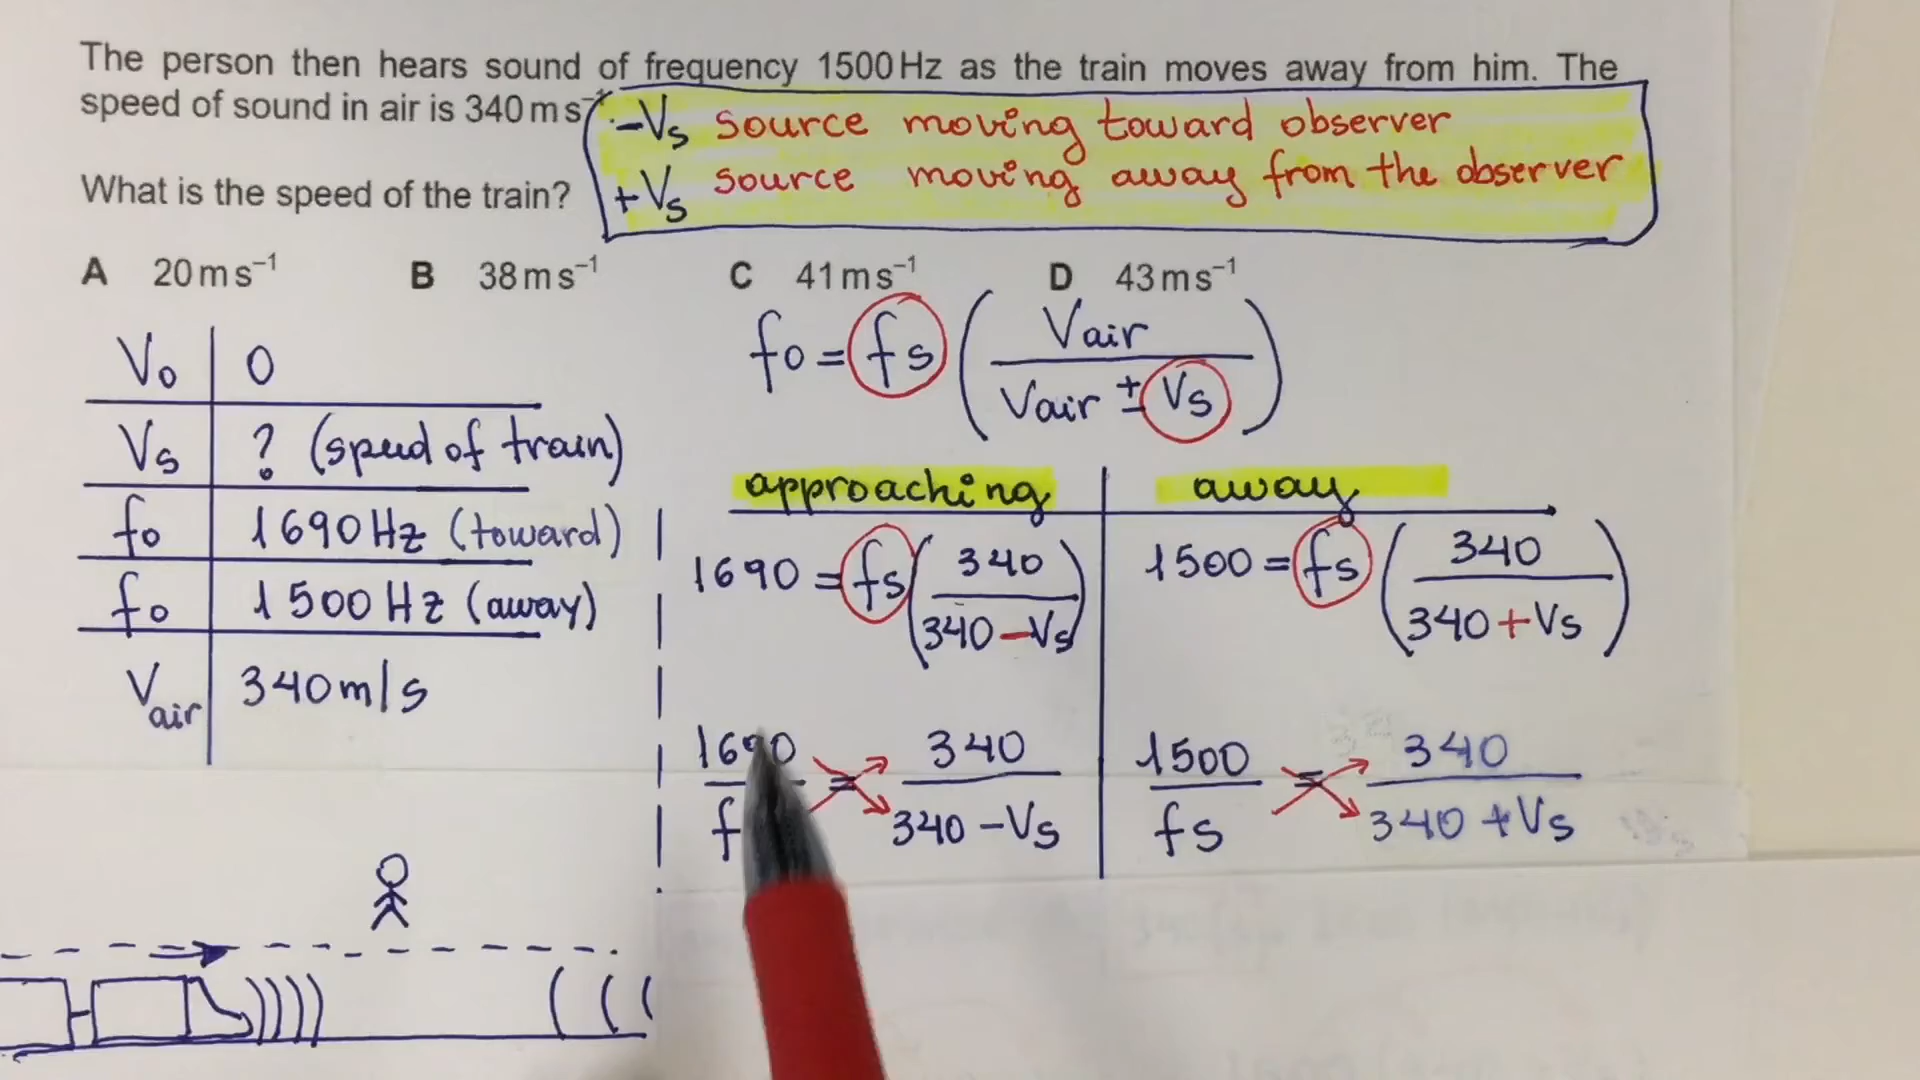 The person then hears sound of frequency 1500 Hz as the train moves away from him. The
speed of sound in air is 340 m s⁻
-Vs source moving toward observer
+Vs source moving away from the observer
What is the speed of the train?
A 20 m s⁻¹ B 38 m s⁻¹ C 41 m s⁻¹ D 43 m s⁻¹
Vo 0
Vs ? (speed of train)
fo 1690 Hz (toward)
fo 1500 Hz (away)
Vair 340 m/s
fo = fs (Vair / Vair ± Vs)
approaching away
1690 = fs (340 / 340 - Vs) 1500 = fs (340 / 340 + Vs)
1690 / f = 340 / 340 - Vs 1500 / fs = 340 / 340 + Vs